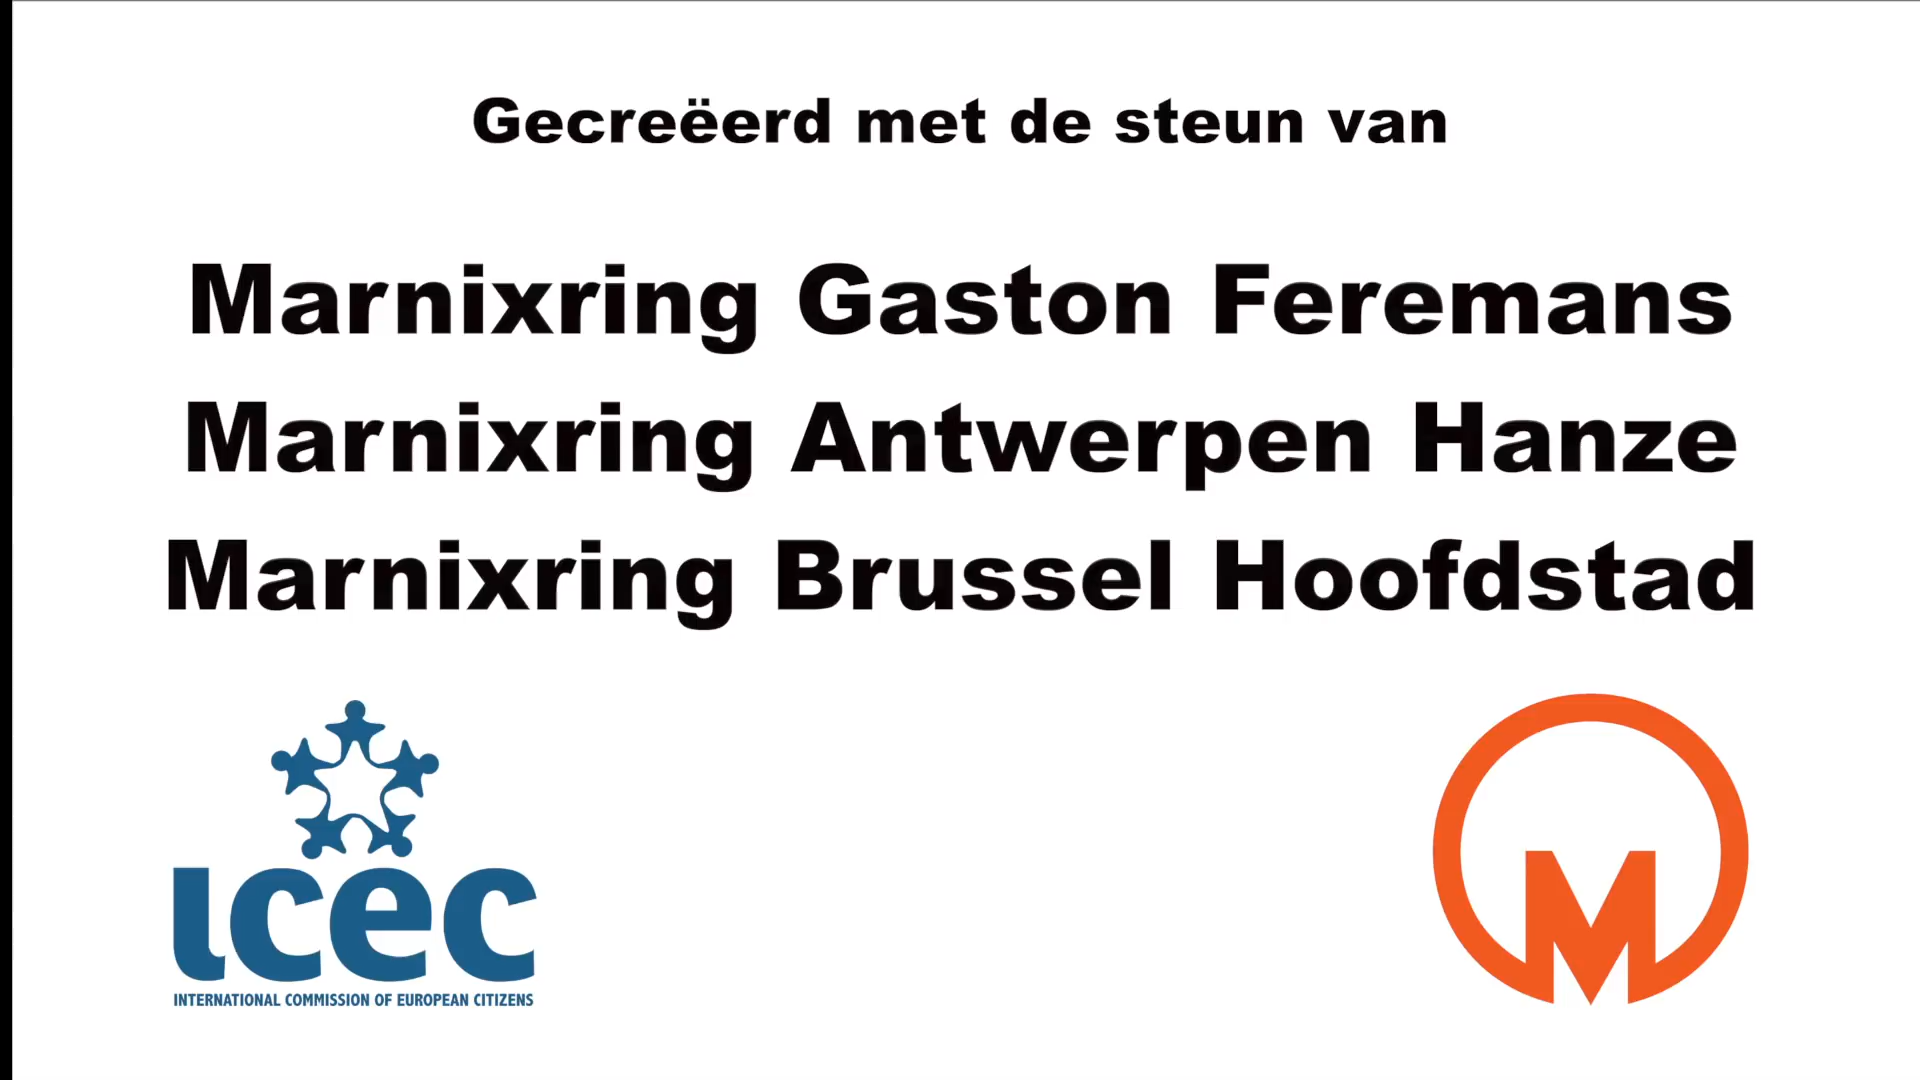 Gecreëerd met de steun van
Marnixring Gaston Feremans
Marnixring Antwerpen Hanze
Marnixring Brussel Hoofdstad
ıcec
INTERNATIONAL COMMISSION OF EUROPEAN CITIZENS
M